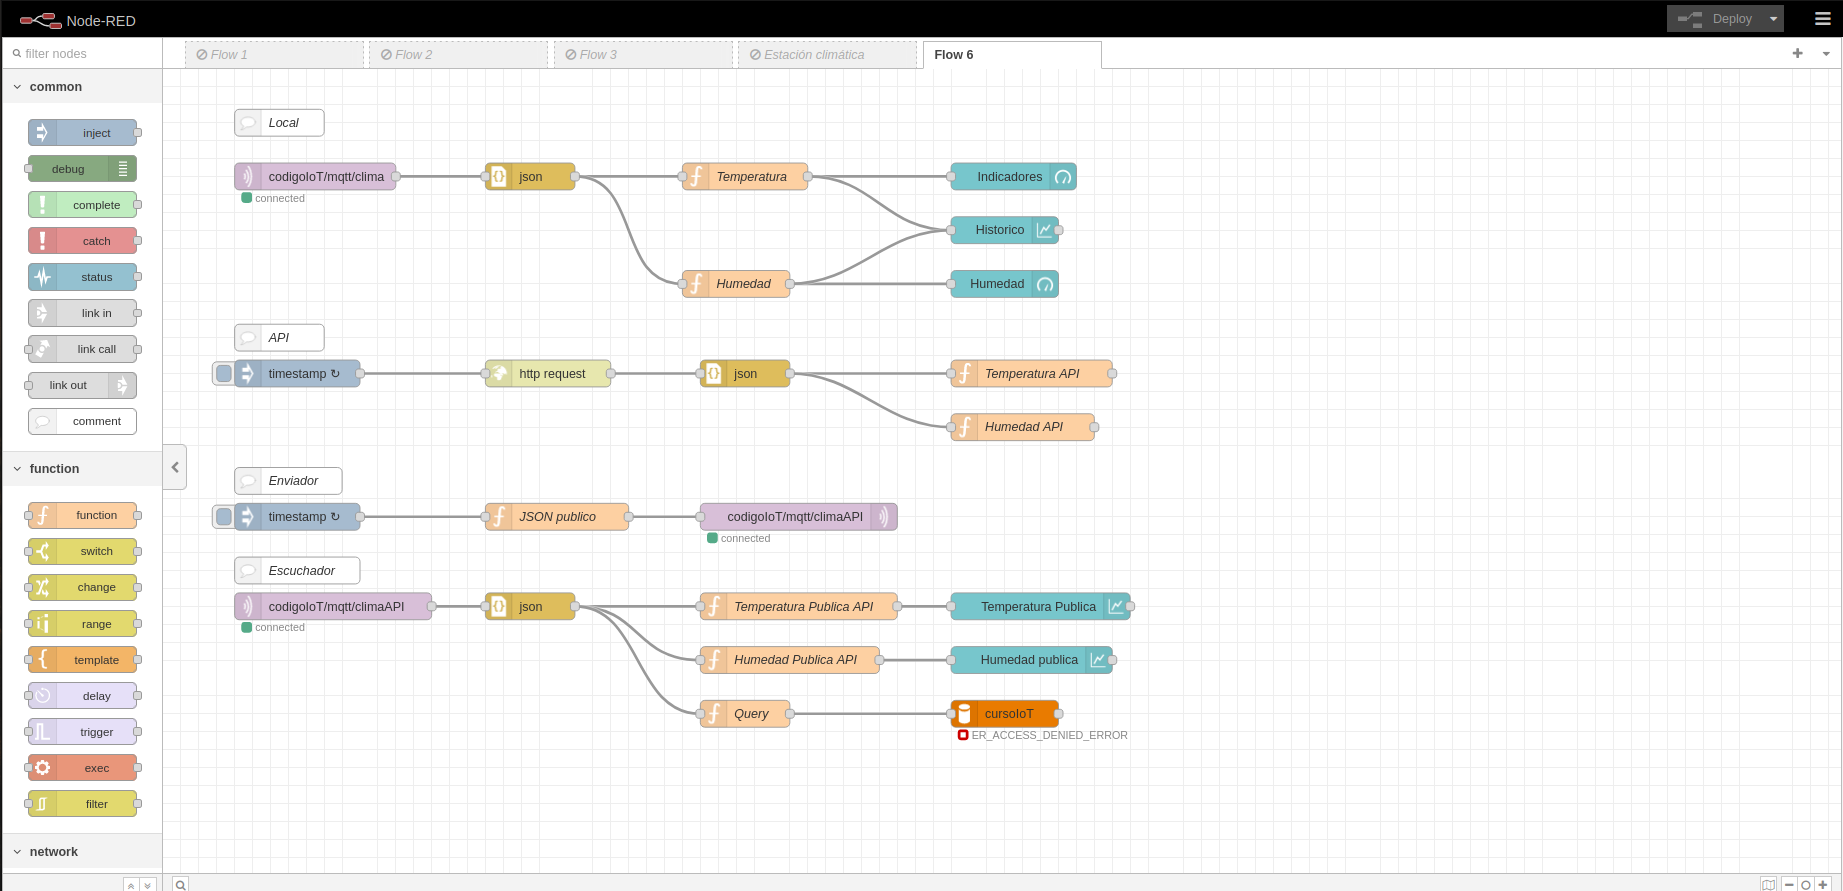 Node-RED
Deploy
filter nodes
Flow 1
Flow 2
Flow 3
Estación climática
Flow 6
common
inject
debug
complete
catch
status
link in
link call
link out
comment
function
function
switch
change
range
template
delay
trigger
exec
filter
network
Local
codigoIoT/mqtt/clima
connected
json
Temperatura
Indicadores
Historico
Humedad
Humedad
API
timestamp ↻
http request
json
Temperatura API
Humedad API
Enviador
timestamp ↻
JSON publico
codigoIoT/mqtt/climaAPI
connected
Escuchador
codigoIoT/mqtt/climaAPI
connected
json
Temperatura Publica API
Temperatura Publica
Humedad Publica API
Humedad publica
Query
cursoIoT
ER_ACCESS_DENIED_ERROR